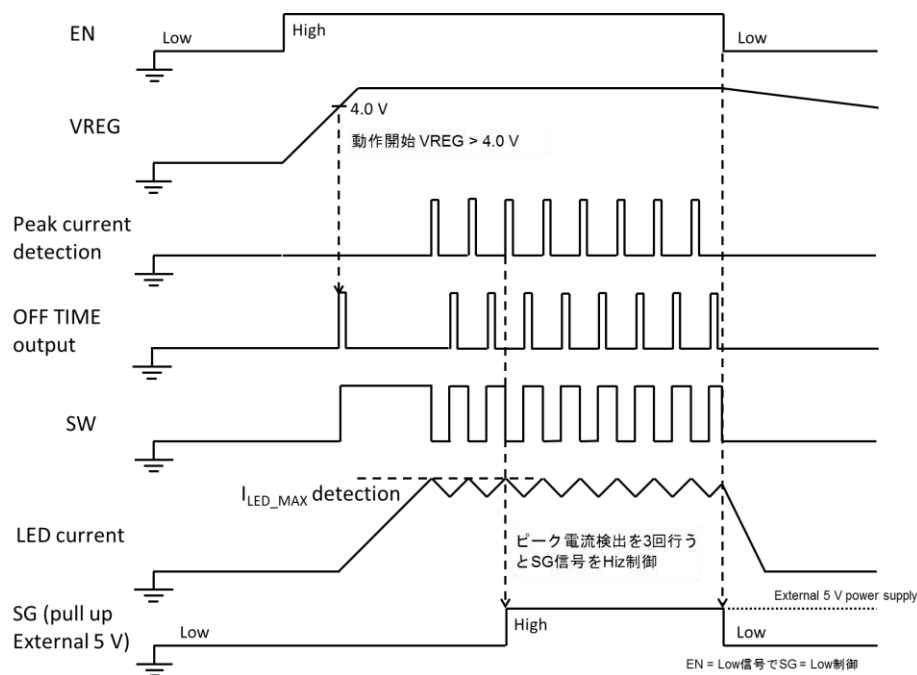 EN
Low
High
Low
VREG
4.0 V
動作開始 VREG > 4.0 V
Peak current
detection
OFF TIME
output
SW
ILED_MAX detection
LED current
ピーク電流検出を3回行う
とSG信号をHiz制御
External 5 V power supply
SG (pull up
External 5 V)
Low
High
Low
EN = Low信号でSG = Low制御